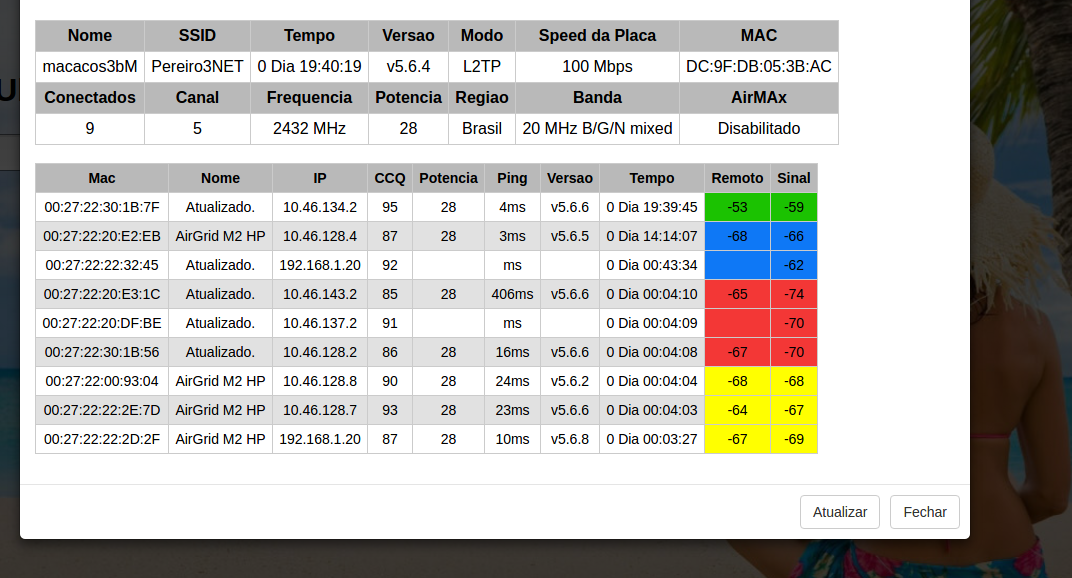 U
Nome SSID Tempo Versao Modo Speed da Placa MAC
macacos3bM Pereiro3NET 0 Dia 19:40:19 v5.6.4 L2TP 100 Mbps DC:9F:DB:05:3B:AC
Conectados Canal Frequencia Potencia Regiao Banda AirMAx
9 5 2432 MHz 28 Brasil 20 MHz B/G/N mixed Disabilitado
Mac Nome IP CCQ Potencia Ping Versao Tempo Remoto Sinal
00:27:22:30:1B:7F Atualizado. 10.46.134.2 95 28 4ms v5.6.6 0 Dia 19:39:45 -53 -59
00:27:22:20:E2:EB AirGrid M2 HP 10.46.128.4 87 28 3ms v5.6.5 0 Dia 14:14:07 -68 -66
00:27:22:22:32:45 Atualizado. 192.168.1.20 92 ms 0 Dia 00:43:34 -62
00:27:22:20:E3:1C Atualizado. 10.46.143.2 85 28 406ms v5.6.6 0 Dia 00:04:10 -65 -74
00:27:22:20:DF:BE Atualizado. 10.46.137.2 91 ms 0 Dia 00:04:09 -70
00:27:22:30:1B:56 Atualizado. 10.46.128.2 86 28 16ms v5.6.6 0 Dia 00:04:08 -67 -70
00:27:22:00:93:04 AirGrid M2 HP 10.46.128.8 90 28 24ms v5.6.2 0 Dia 00:04:04 -68 -68
00:27:22:22:2E:7D AirGrid M2 HP 10.46.128.7 93 28 23ms v5.6.6 0 Dia 00:04:03 -64 -67
00:27:22:22:2D:2F AirGrid M2 HP 192.168.1.20 87 28 10ms v5.6.8 0 Dia 00:03:27 -67 -69
Atualizar Fechar